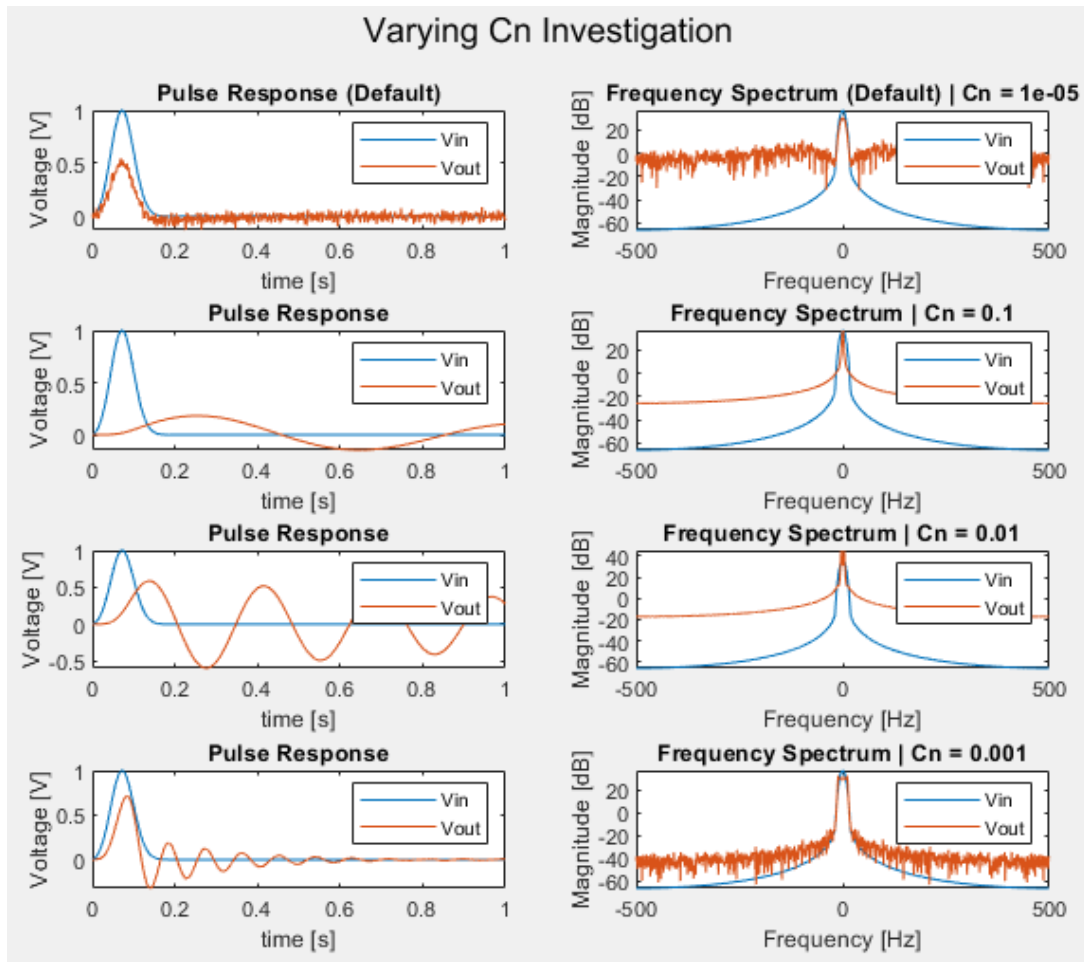 Varying Cn Investigation
Pulse Response (Default)
Voltage [V]
1
0.5
0
0 0.2 0.4 0.6 0.8 1
time [s]
Vin
Vout
Frequency Spectrum (Default) | Cn = 1e-05
Magnitude [dB]
20
0
-20
-40
-60
-500 0 500
Frequency [Hz]
Vin
Vout
Pulse Response
Voltage [V]
1
0.5
0
0 0.2 0.4 0.6 0.8 1
time [s]
Vin
Vout
Frequency Spectrum | Cn = 0.1
Magnitude [dB]
20
0
-20
-40
-60
-500 0 500
Frequency [Hz]
Vin
Vout
Pulse Response
Voltage [V]
1
0.5
0
-0.5
0 0.2 0.4 0.6 0.8 1
time [s]
Vin
Vout
Frequency Spectrum | Cn = 0.01
Magnitude [dB]
40
20
0
-20
-40
-60
-500 0 500
Frequency [Hz]
Vin
Vout
Pulse Response
Voltage [V]
1
0.5
0
0 0.2 0.4 0.6 0.8 1
time [s]
Vin
Vout
Frequency Spectrum | Cn = 0.001
Magnitude [dB]
20
0
-20
-40
-60
-500 0 500
Frequency [Hz]
Vin
Vout